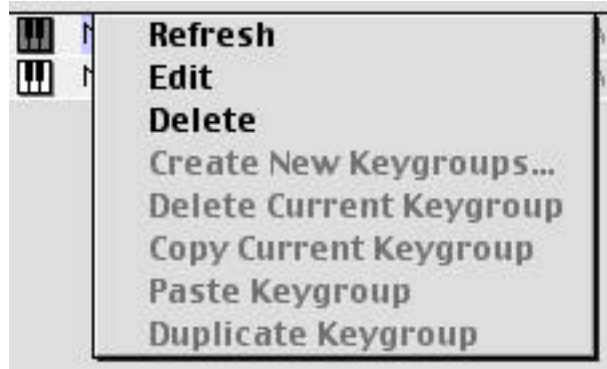 Refresh
Edit
Delete
Create New Keygroups...
Delete Current Keygroup
Copy Current Keygroup
Paste Keygroup
Duplicate Keygroup